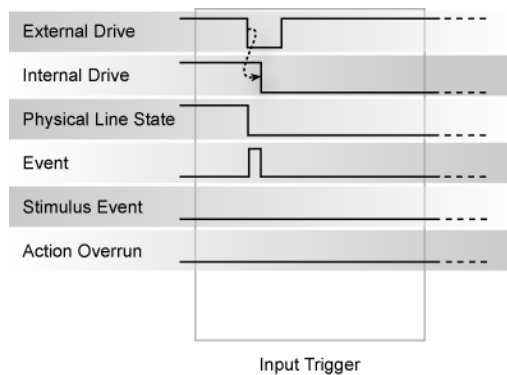 External Drive
Internal Drive
Physical Line State
Event
Stimulus Event
Action Overrun
Input Trigger